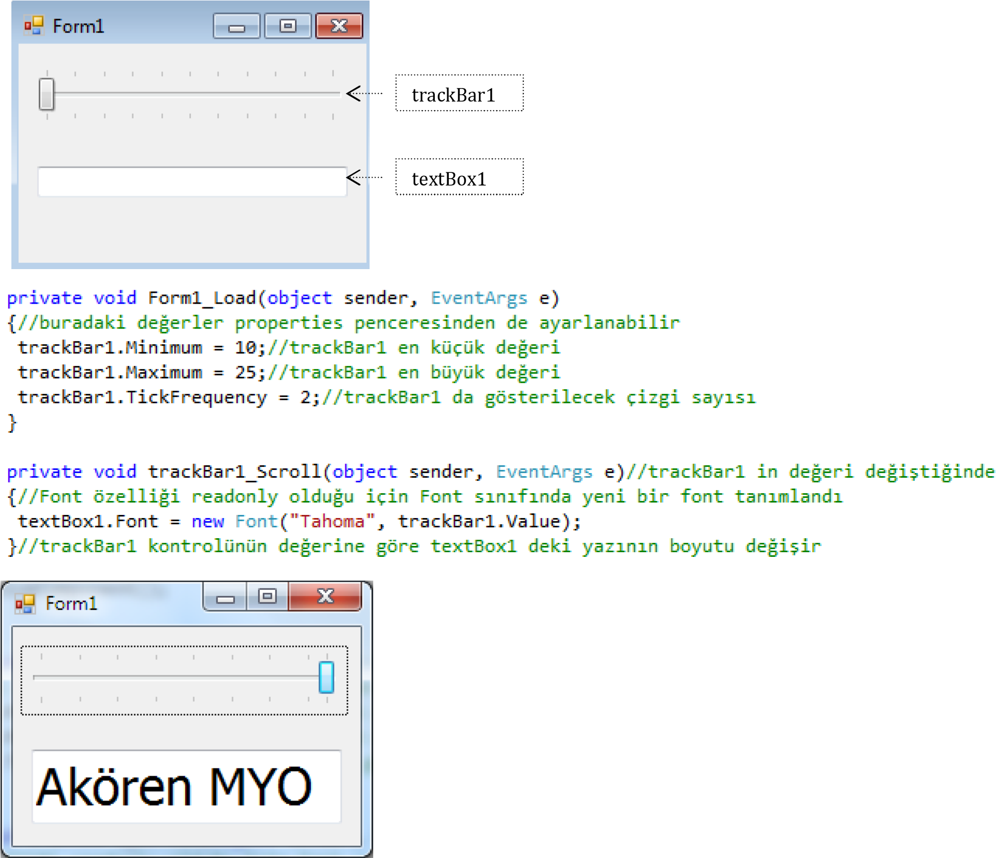 Form1
trackBar1
textBox1
private void Form1_Load(object sender, EventArgs e)
{//buradaki değerler properties penceresinden de ayarlanabilir
trackBar1.Minimum = 10;//trackBar1 en küçük değeri
trackBar1.Maximum = 25;//trackBar1 en büyük değeri
trackBar1.TickFrequency = 2;//trackBar1 da gösterilecek çizgi sayısı
}
private void trackBar1_Scroll(object sender, EventArgs e)//trackBar1 in değeri değiştiğinde
{//Font özelliği readonly olduğu için Font sınıfında yeni bir font tanımlandı
textBox1.Font = new Font("Tahoma", trackBar1.Value);
}//trackBar1 kontrolünün değerine göre textBox1 deki yazının boyutu değişir
Form1
Akören MYO